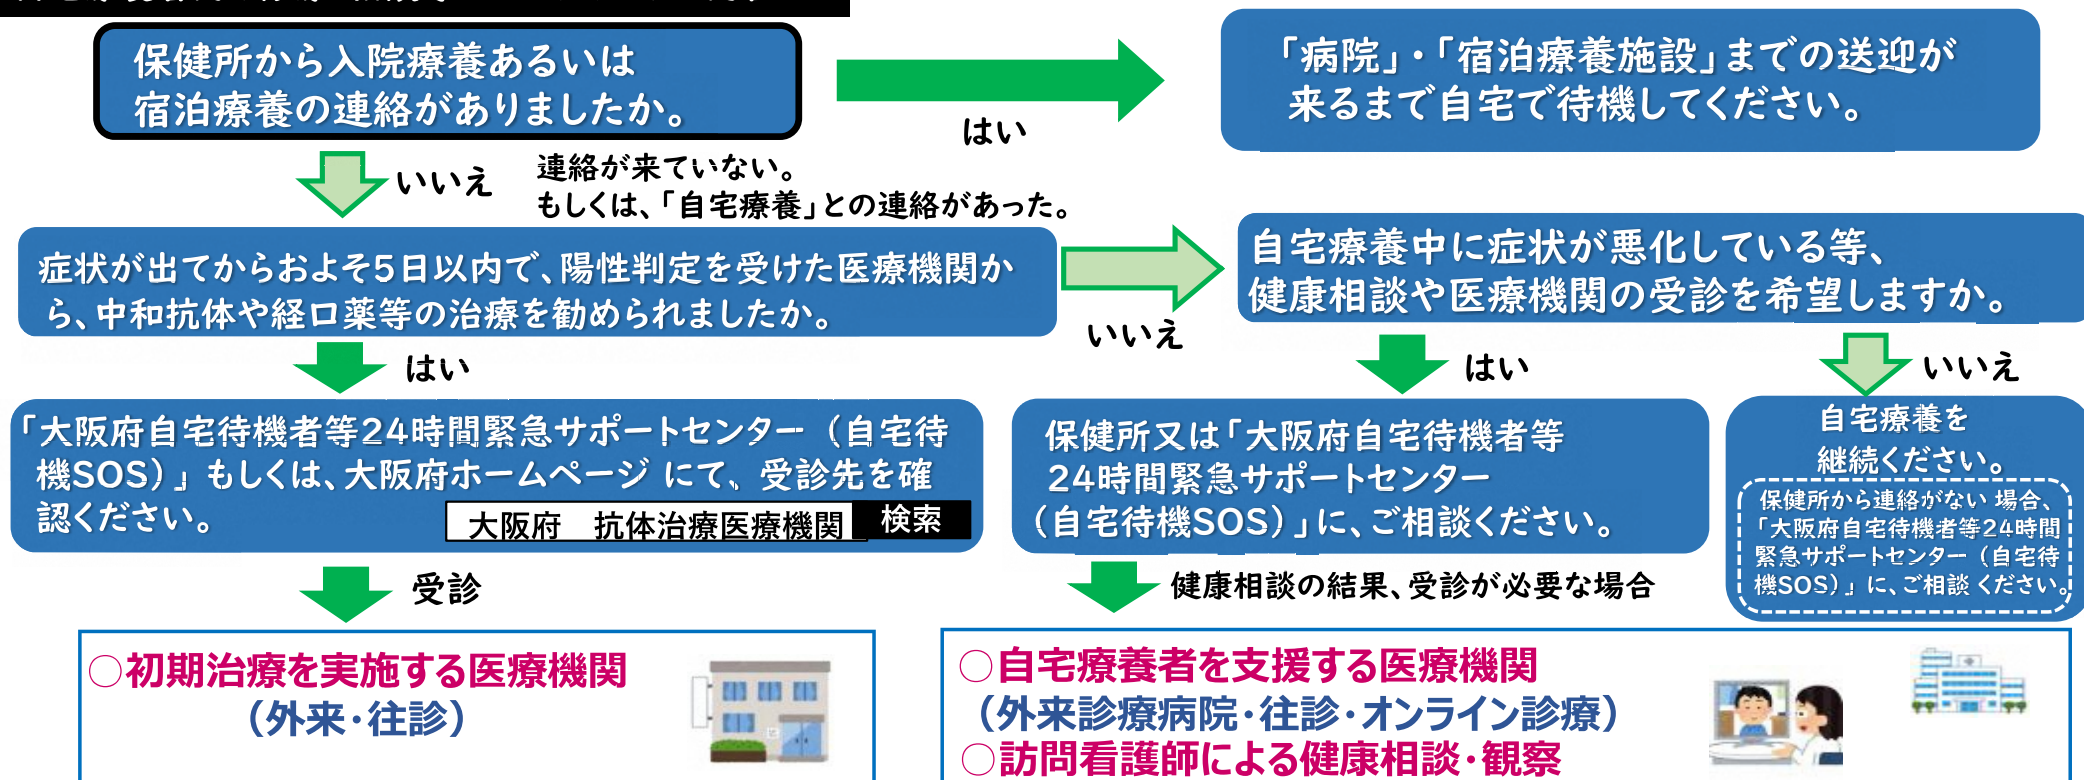 保健所から入院療養あるいは
宿泊療養の連絡がありましたか。
はい
「病院」・「宿泊療養施設」までの送迎が
来るまで自宅で待機してください。
いいえ
連絡が来ていない。
もしくは、「自宅療養」との連絡があった。
症状が出てからおよそ5日以内で、陽性判定を受けた医療機関か
ら、中和抗体や経口薬等の治療を勧められましたか。
いいえ
自宅療養中に症状が悪化している等、
健康相談や医療機関の受診を希望しますか。
はい
はい
いいえ
「大阪府自宅待機者等24時間緊急サポートセンター（自宅待
機SOS）」もしくは、大阪府ホームページ にて、受診先を確
認ください。
大阪府　抗体治療医療機関 検索
保健所又は「大阪府自宅待機者等
24時間緊急サポートセンター
（自宅待機SOS）」に、ご相談ください。
自宅療養を
継続ください。
保健所から連絡がない 場合、
「大阪府自宅待機者等24時間
緊急サポートセンター（自宅待
機SOS）」に、ご相談 ください。
受診
健康相談の結果、受診が必要な場合
○初期治療を実施する医療機関
（外来・往診）
○自宅療養者を支援する医療機関
（外来診療病院・往診・オンライン診療）
○訪問看護師による健康相談・観察